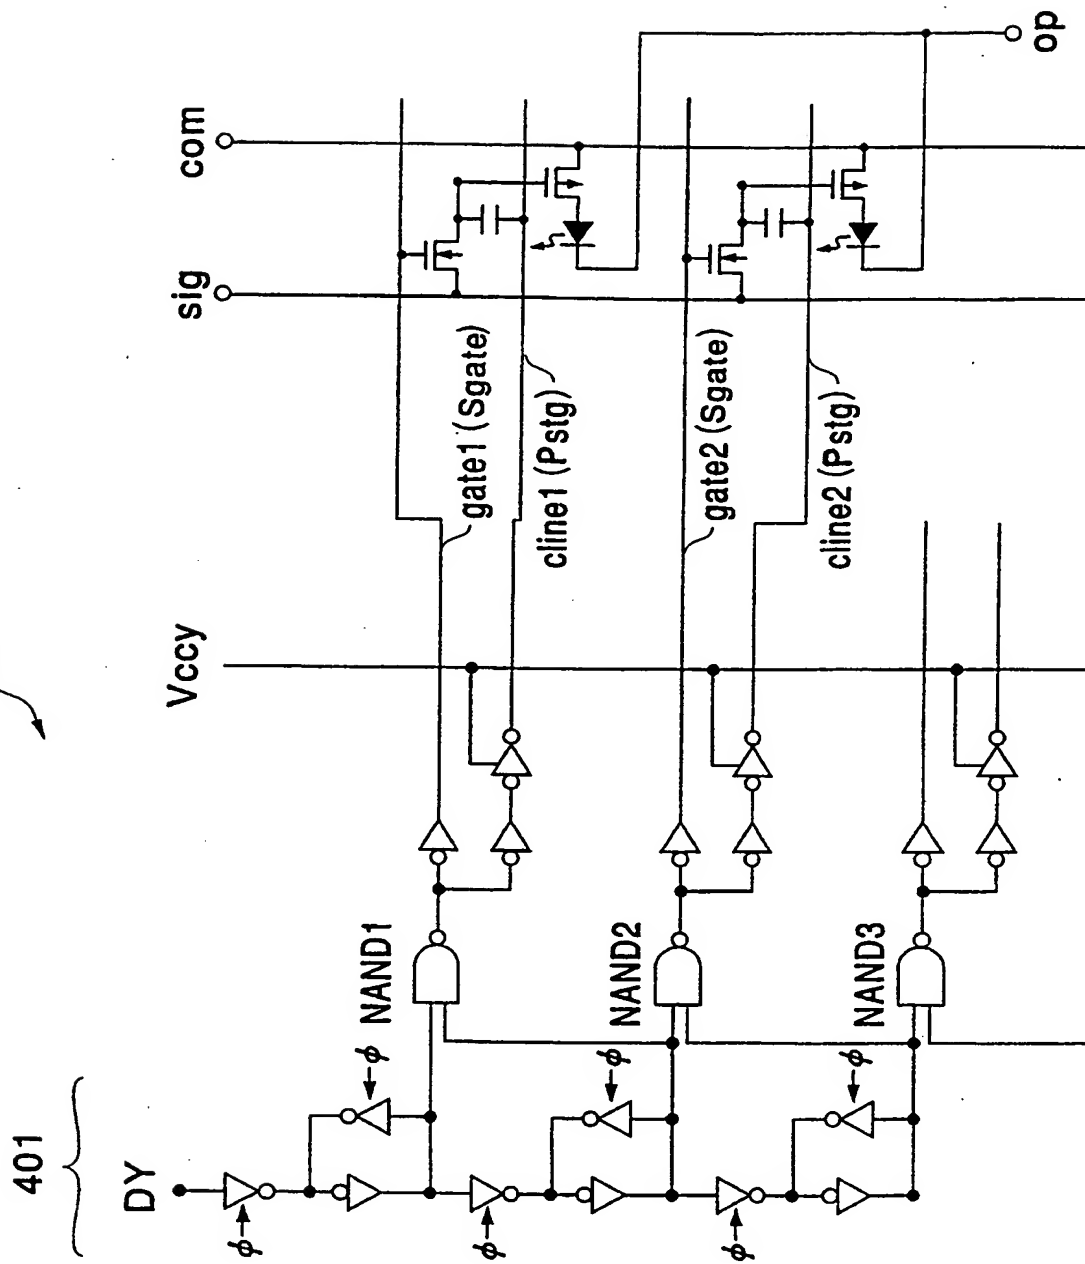 401
DY
φ
φ
φ
φ
φ
φ
NAND1
NAND2
NAND3
Vccy
gate1 (Sgate)
cline1 (Pstg)
gate2 (Sgate)
cline2 (Pstg)
sig
com
op